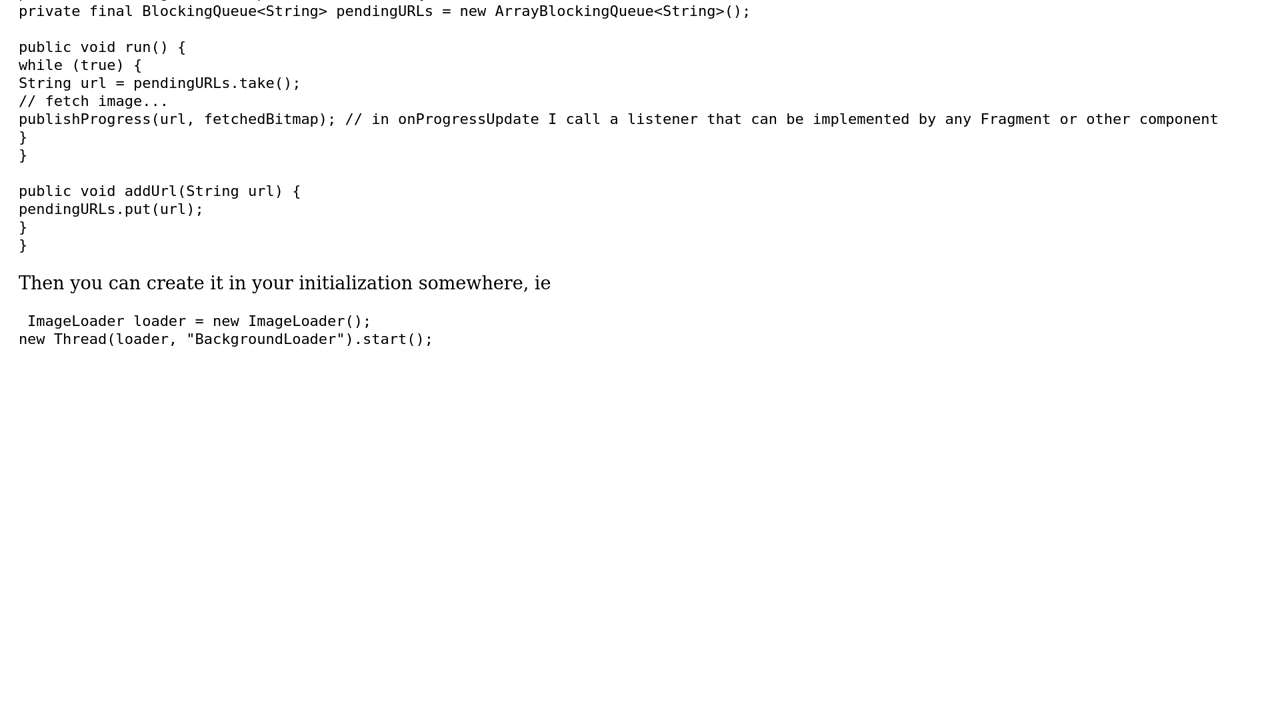 private final BlockingQueue<String> pendingURLs = new ArrayBlockingQueue<String>();
public void run() {
while (true) {
String url = pendingURLs.take();
// fetch image...
publishProgress(url, fetchedBitmap); // in onProgressUpdate I call a listener that can be implemented by any Fragment or other component
}
}
public void addUrl(String url) {
pendingURLs.put(url);
}
}
Then you can create it in your initialization somewhere, ie
ImageLoader loader = new ImageLoader();
new Thread(loader, "BackgroundLoader").start();